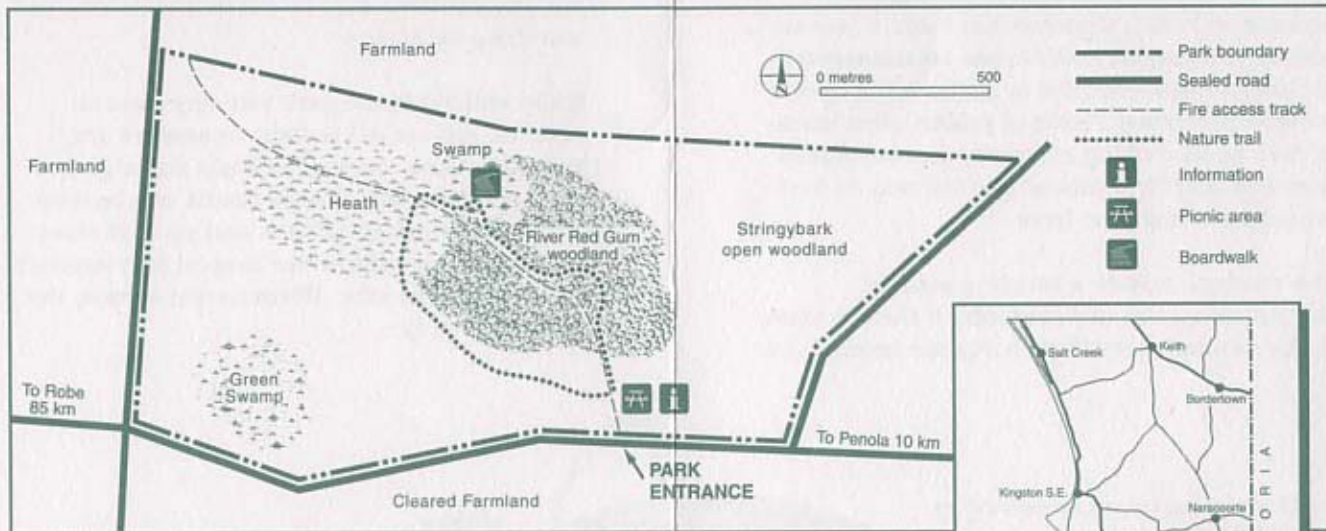 Farmland
Farmland
Swamp
Heath
River Red Gum
woodland
Stringybark
open woodland
Green
Swamp
To Robe
85 km
To Penola 10 km
PARK
ENTRANCE
Cleared Farmland
0 metres 500
Park boundary
Sealed road
Fire access track
Nature trail
Information
Picnic area
Boardwalk
Salt Creek
Keith
Bordertown
Kingston S.E.
Naracoorte
O R I A